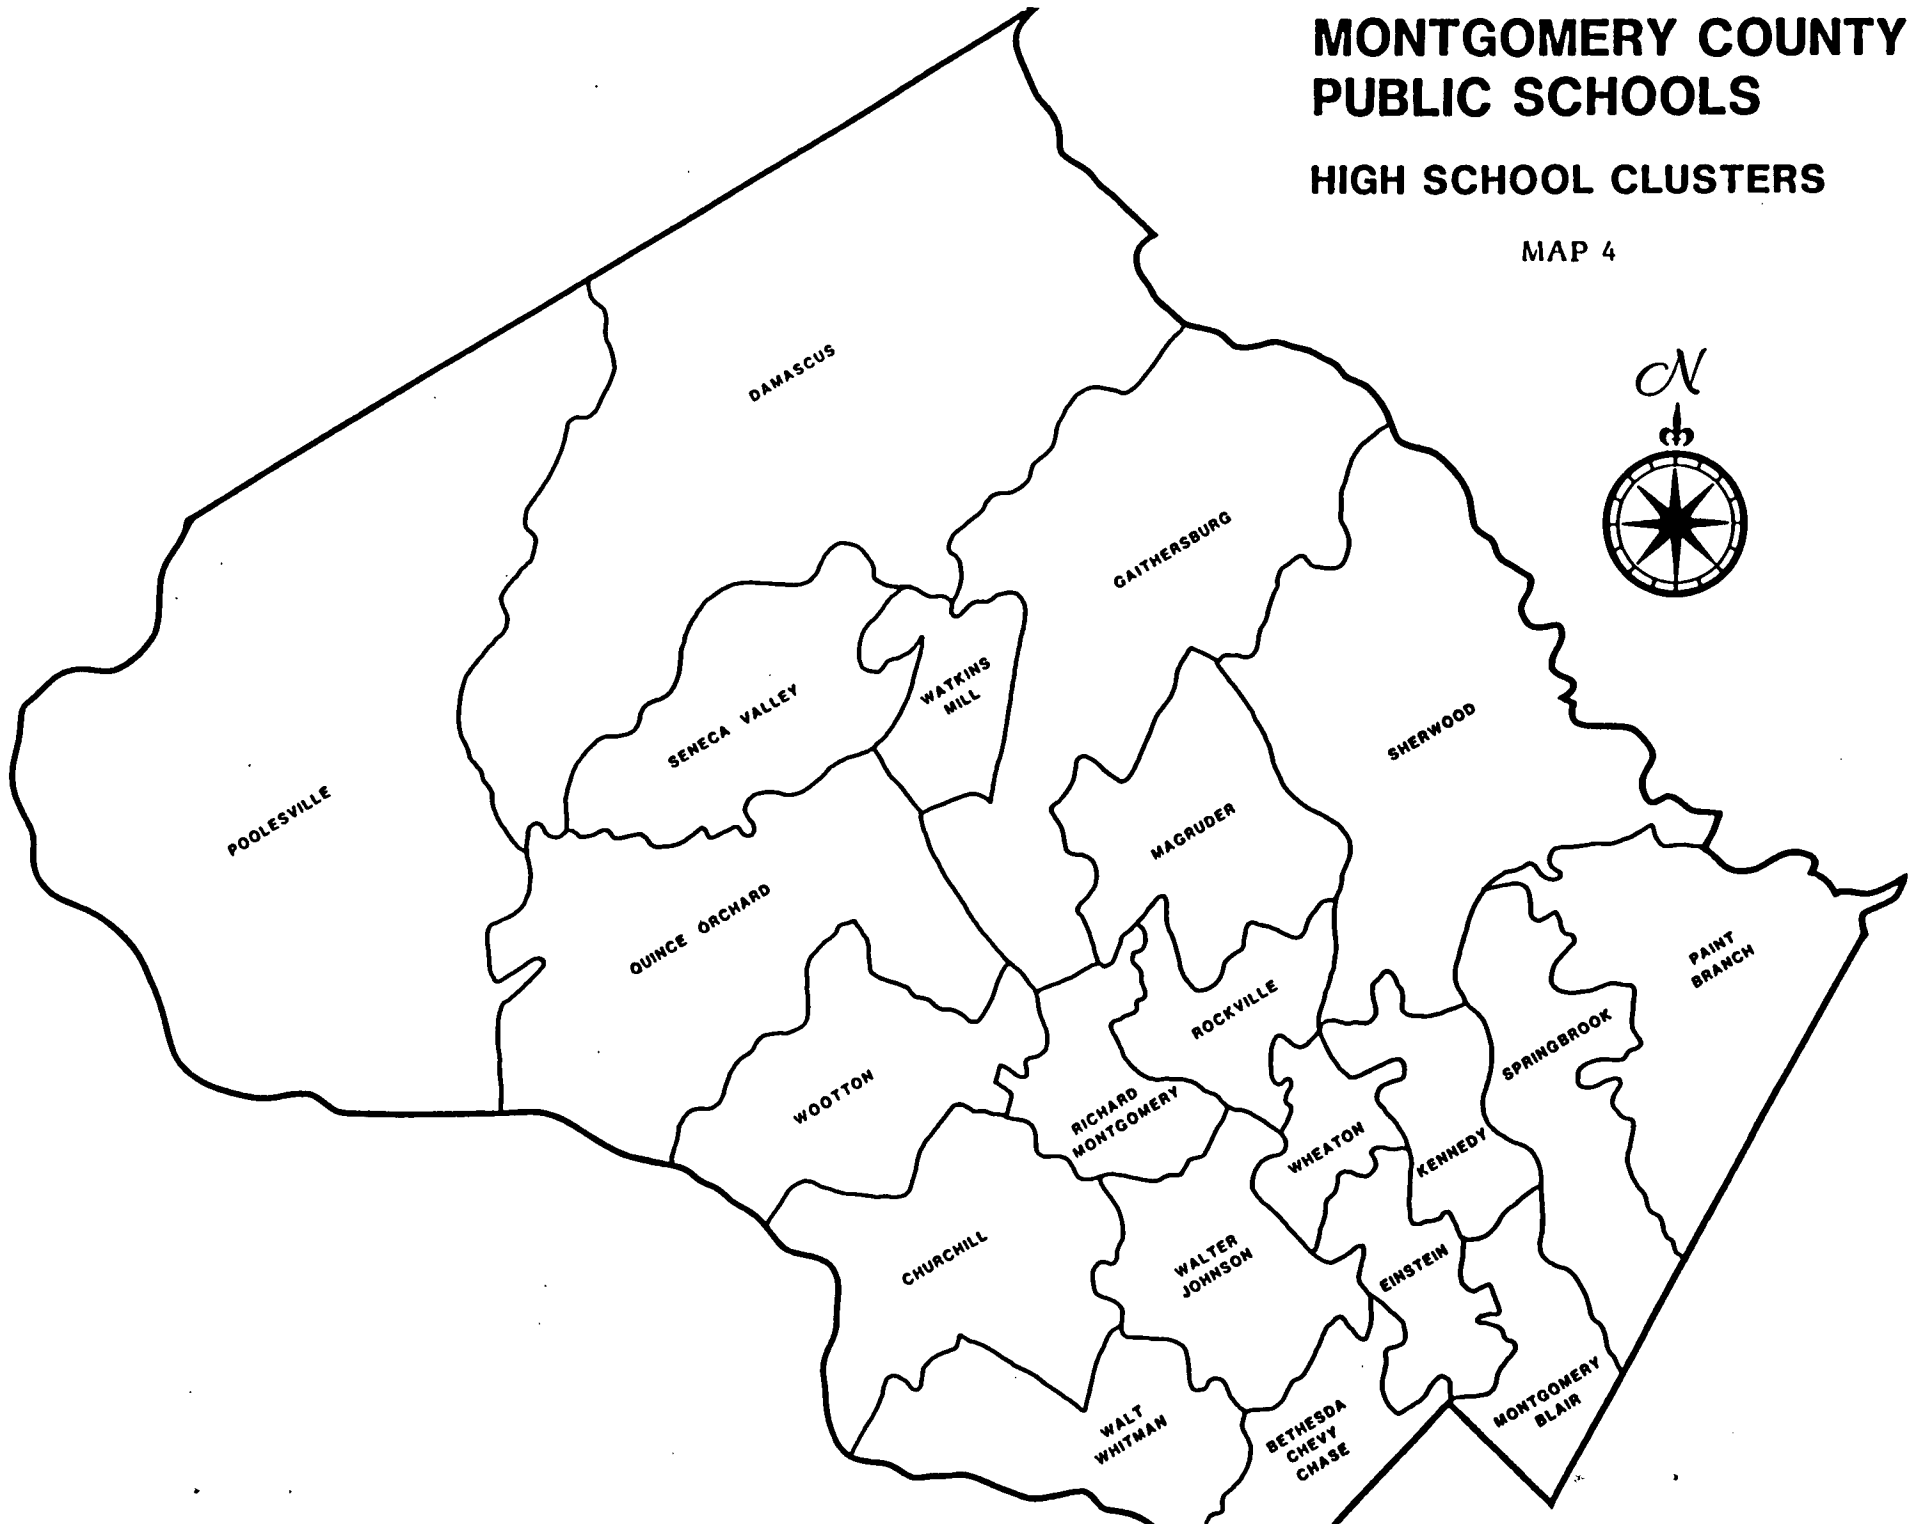 MONTGOMERY COUNTY
PUBLIC SCHOOLS
HIGH SCHOOL CLUSTERS
MAP 4
N
DAMASCUS
GAITHERSBURG
WATKINS
MILL
SENECA VALLEY
SHERWOOD
POOLESVILLE
MAGRUDER
QUINCE ORCHARD
PAINT
BRANCH
ROCKVILLE
SPRINGBROOK
WOOTTON
RICHARD
MONTGOMERY
WHEATON
KENNEDY
CHURCHILL
WALTER
JOHNSON
EINSTEIN
WALT
WHITMAN
BETHESDA
CHEVY
CHASE
MONTGOMERY
BLAIR